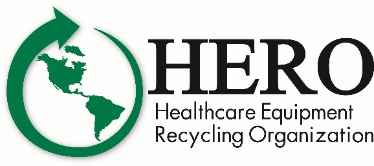 HERO
Healthcare Equipment
Recycling Organization